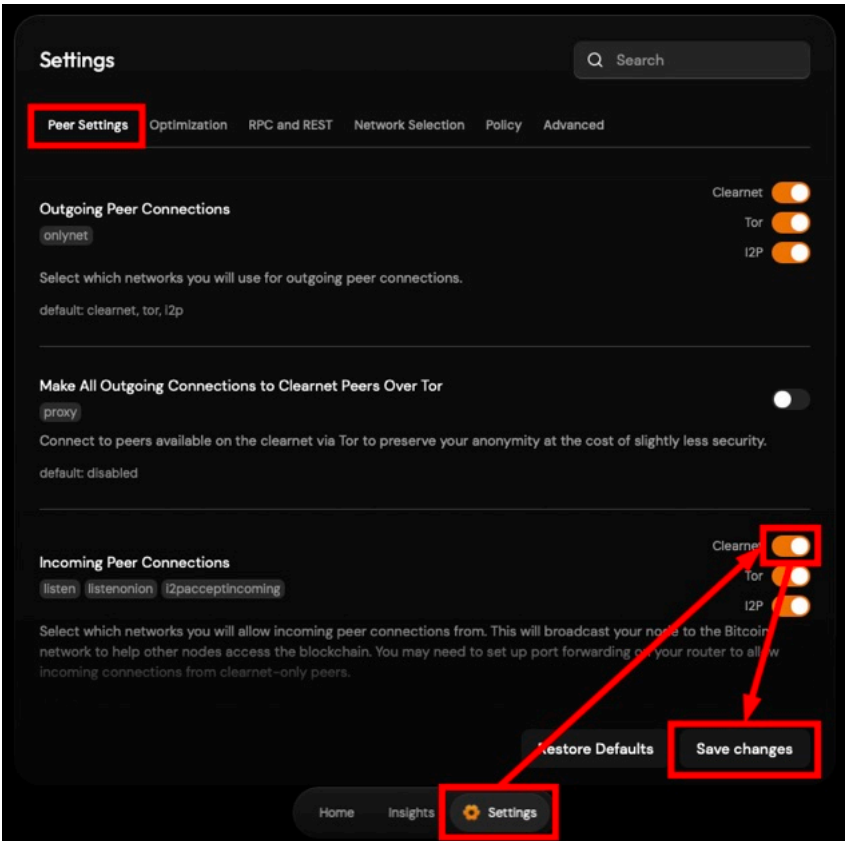 Settings
Search
Peer Settings Optimization RPC and REST Network Selection Policy Advanced
Clearnet
Outgoing Peer Connections
Tor
onlynet
I2P
Select which networks you will use for outgoing peer connections.
default: clearnet, tor, i2p
Make All Outgoing Connections to Clearnet Peers Over Tor
proxy
Connect to peers available on the clearnet via Tor to preserve your anonymity at the cost of slightly less security.
default: disabled
Clearnet
Incoming Peer Connections
Tor
listen listenonion i2pacceptincoming
I2P
Select which networks you will allow incoming peer connections from. This will broadcast your node to the Bitcoin
network to help other nodes access the blockchain. You may need to set up port forwarding on your router to allow
incoming connections from clearnet-only peers.
Restore Defaults Save changes
Home Insights Settings